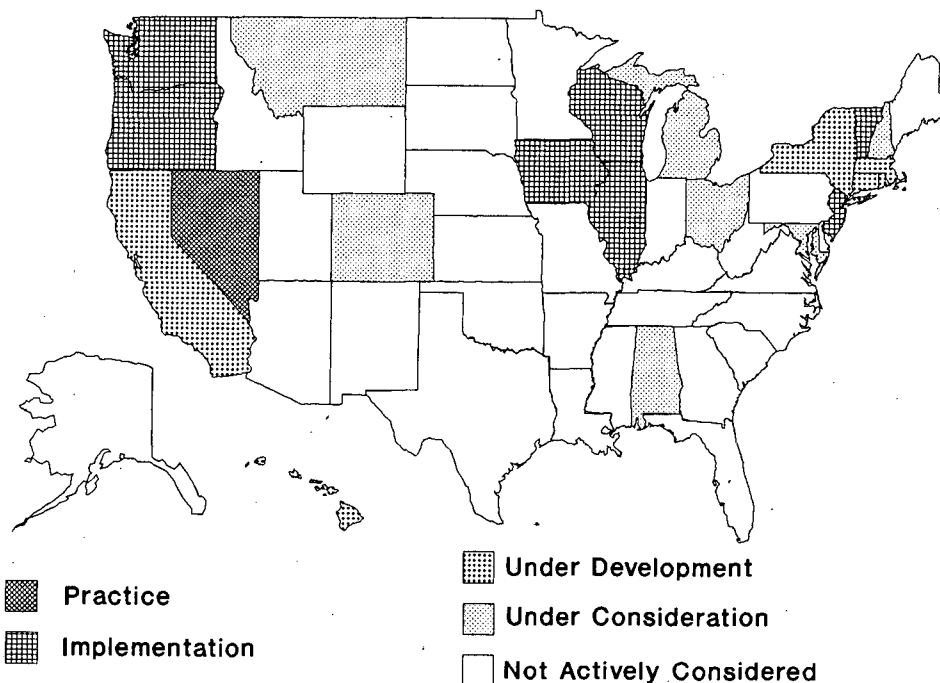 Practice
Implementation
Under Development
Under Consideration
Not Actively Considered